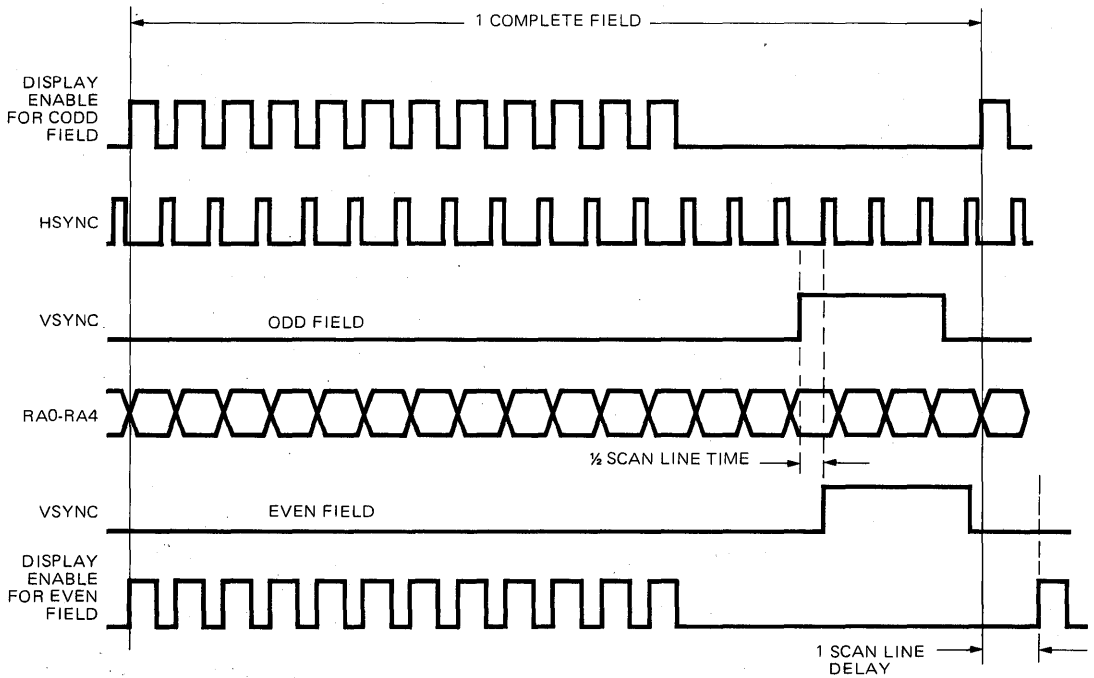 1 COMPLETE FIELD
DISPLAY
ENABLE
FOR CODD
FIELD
HSYNC
VSYNC
ODD FIELD
RA0-RA4
½ SCAN LINE TIME
VSYNC
EVEN FIELD
DISPLAY
ENABLE
FOR EVEN
FIELD
1 SCAN LINE
DELAY